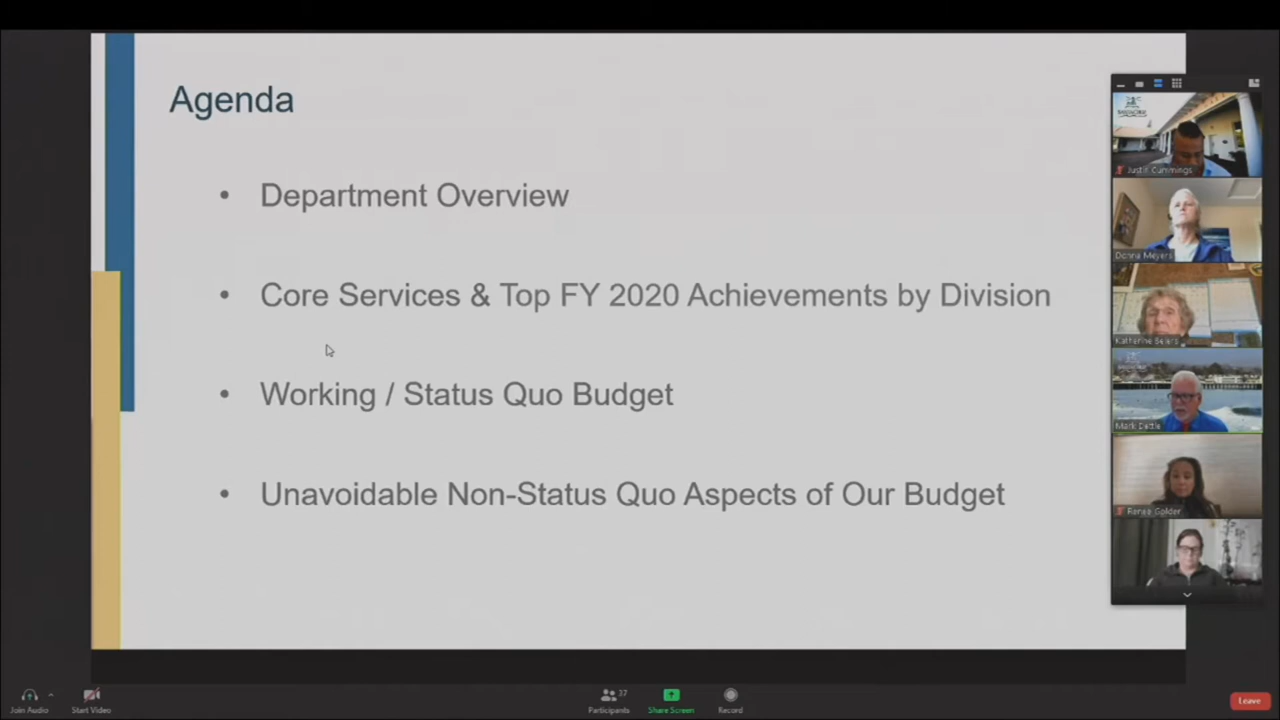 Agenda
• Department Overview
• Core Services & Top FY 2020 Achievements by Division
• Working / Status Quo Budget
• Unavoidable Non-Status Quo Aspects of Our Budget
Justin Cummings
Donna Meyers
Katherine Beiers
Mark Dettle
Renee Golder
Join Audio
Start Video
Participants
37
Share Screen
Record
Leave